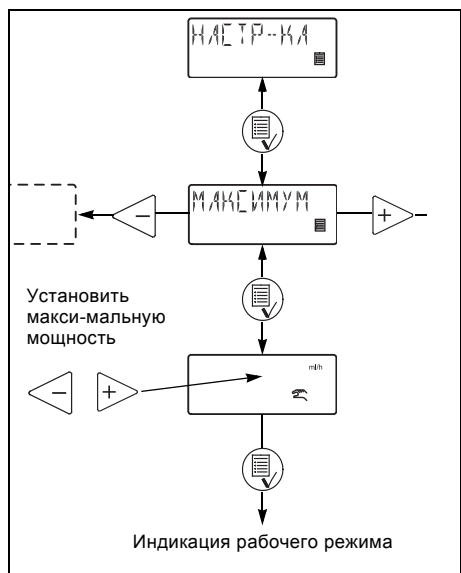 НАСТР-КА
МАКСИМУМ
Установить
макси-мальную
мощность
ml/h
Индикация рабочего режима